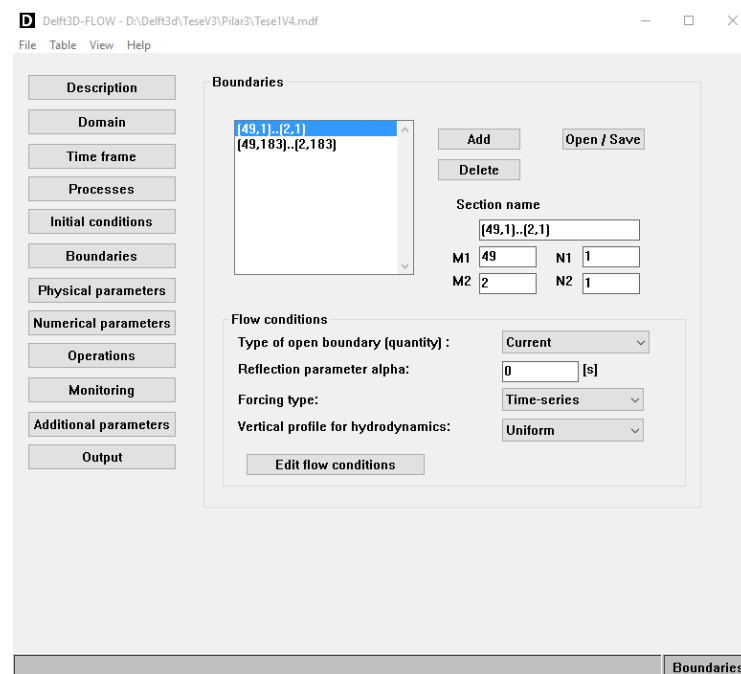 D Delft3D-FLOW - D:\Delft3d\TeseV3\Pilar3\Tese1V4.mdf
File Table View Help
Description
Domain
Time frame
Processes
Initial conditions
Boundaries
Physical parameters
Numerical parameters
Operations
Monitoring
Additional parameters
Output
Boundaries
(49,1)..(2,1)
(49,183)..(2,183)
Add
Open / Save
Delete
Section name
(49,1)..(2,1)
M1 49 N1 1
M2 2 N2 1
Flow conditions
Type of open boundary (quantity) : Current
Reflection parameter alpha: 0 [s]
Forcing type: Time-series
Vertical profile for hydrodynamics: Uniform
Edit flow conditions
Boundaries